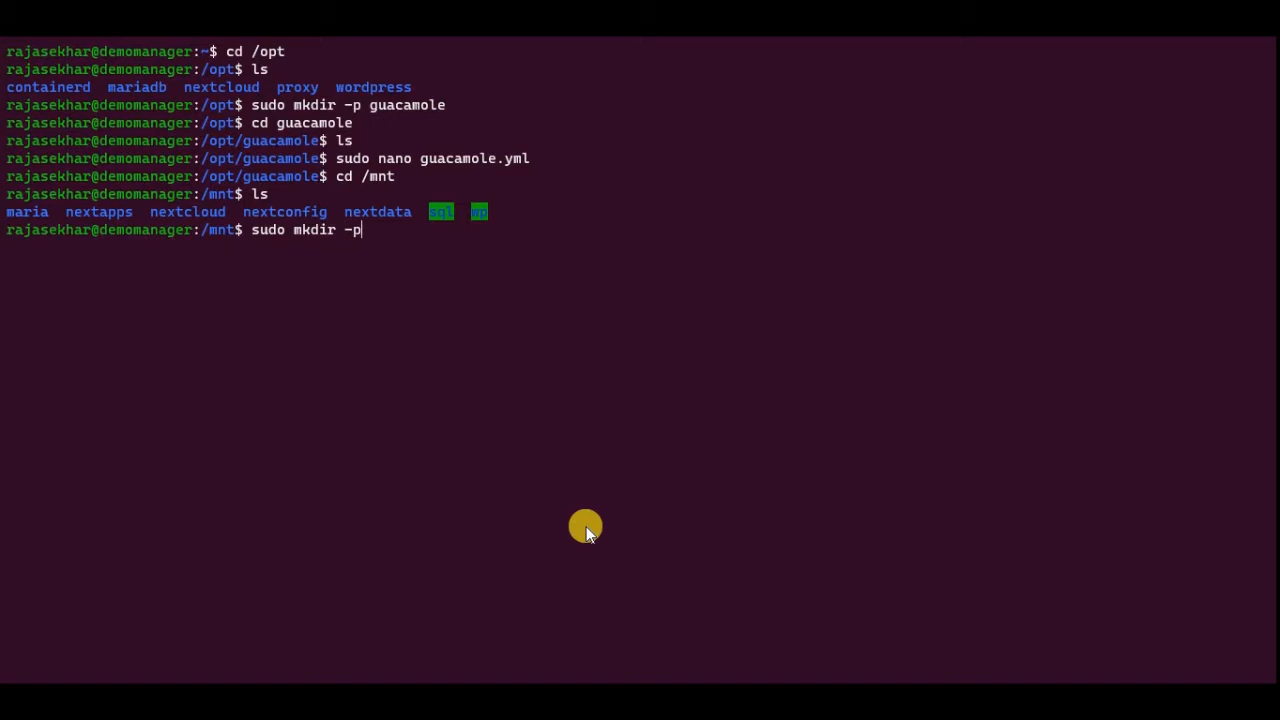 rajasekhar@demomanager:~$ cd /opt
rajasekhar@demomanager:/opt$ ls
containerd  mariadb  nextcloud  proxy  wordpress
rajasekhar@demomanager:/opt$ sudo mkdir -p guacamole
rajasekhar@demomanager:/opt$ cd guacamole
rajasekhar@demomanager:/opt/guacamole$ ls
rajasekhar@demomanager:/opt/guacamole$ sudo nano guacamole.yml
rajasekhar@demomanager:/opt/guacamole$ cd /mnt
rajasekhar@demomanager:/mnt$ ls
maria  nextapps  nextcloud  nextconfig  nextdata  sql  wp
rajasekhar@demomanager:/mnt$ sudo mkdir -p